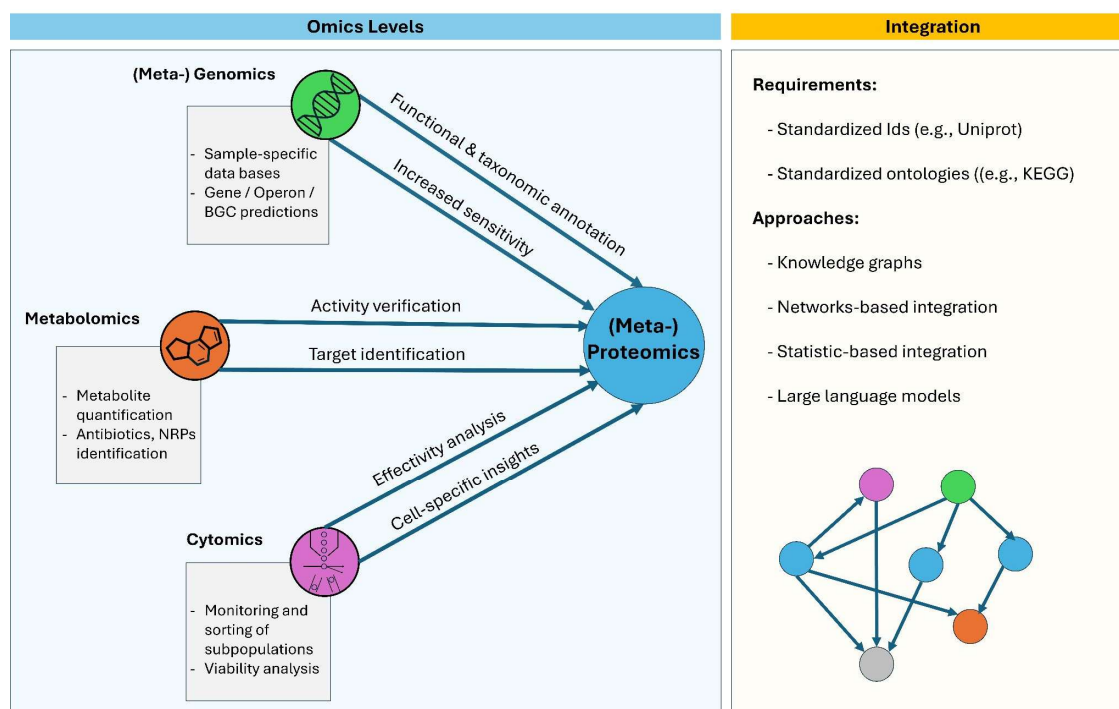 Omics Levels
(Meta-) Genomics
- Sample-specific
data bases
- Gene / Operon /
BGC predictions
Functional & taxonomic annotation
Increased sensitivity
Metabolomics
- Metabolite
quantification
- Antibiotics, NRPs
identification
Activity verification
Target identification
(Meta-)
Proteomics
Cytomics
- Monitoring and
sorting of
subpopulations
- Viability analysis
Effectivity analysis
Cell-specific insights
Integration
Requirements:
- Standardized Ids (e.g., Uniprot)
- Standardized ontologies ((e.g., KEGG)
Approaches:
- Knowledge graphs
- Networks-based integration
- Statistic-based integration
- Large language models